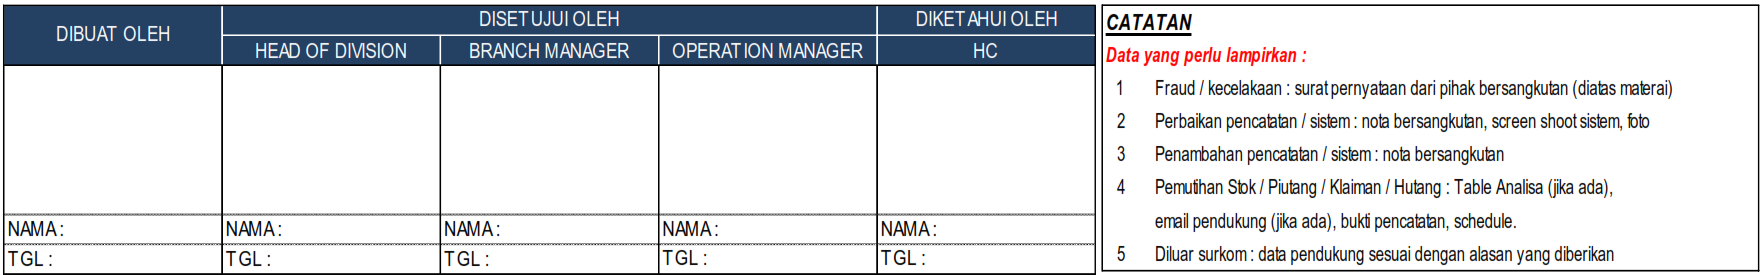 DIBUAT OLEH
DISETUJUI OLEH
DIKETAHUI OLEH
HEAD OF DIVISION
BRANCH MANAGER
OPERATION MANAGER
HC
NAMA :
NAMA :
NAMA :
NAMA :
NAMA :
TGL :
TGL :
TGL :
TGL :
TGL :
CATATAN
Data yang perlu lampirkan :
1 Fraud / kecelakaan : surat pernyataan dari pihak bersangkutan (diatas materai)
2 Perbaikan pencatatan / sistem : nota bersangkutan, screen shoot sistem, foto
3 Penambahan pencatatan / sistem : nota bersangkutan
4 Pemutihan Stok / Piutang / Klaiman / Hutang : Table Analisa (jika ada),
email pendukung (jika ada), bukti pencatatan, schedule.
5 Diluar surkom : data pendukung sesuai dengan alasan yang diberikan